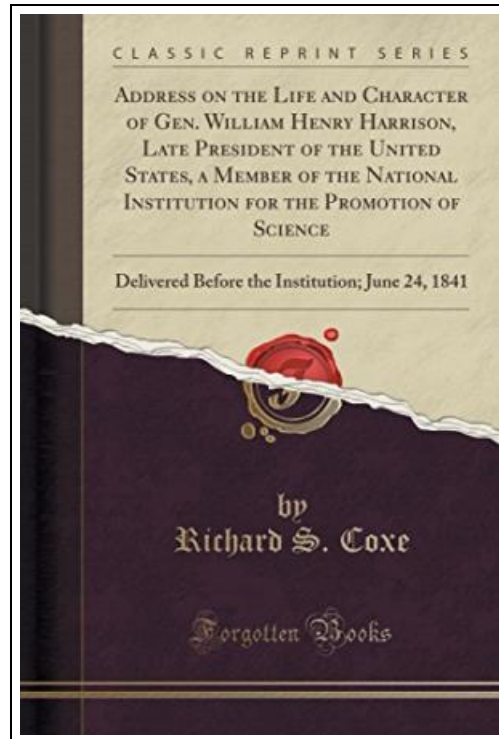 CLASSIC REPRINT SERIES
ADDRESS ON THE LIFE AND CHARACTER
OF GEN. WILLIAM HENRY HARRISON,
LATE PRESIDENT OF THE UNITED
STATES, A MEMBER OF THE NATIONAL
INSTITUTION FOR THE PROMOTION OF
SCIENCE
Delivered Before the Institution; June 24, 1841
by
Richard S. Coxe
Forgotten Books